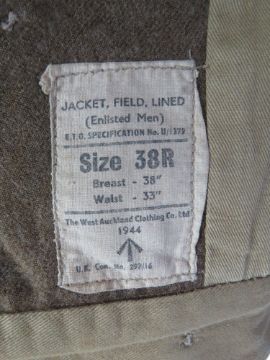 JACKET, FIELD, LINED
(Enlisted Men)
E.T.O. SPECIFICATION No. U/1379
Size 38R
Breast - 38"
Waist - 33"
The West Auckland Clothing Co. Ltd
1944
U.K. Con. No. 292/16